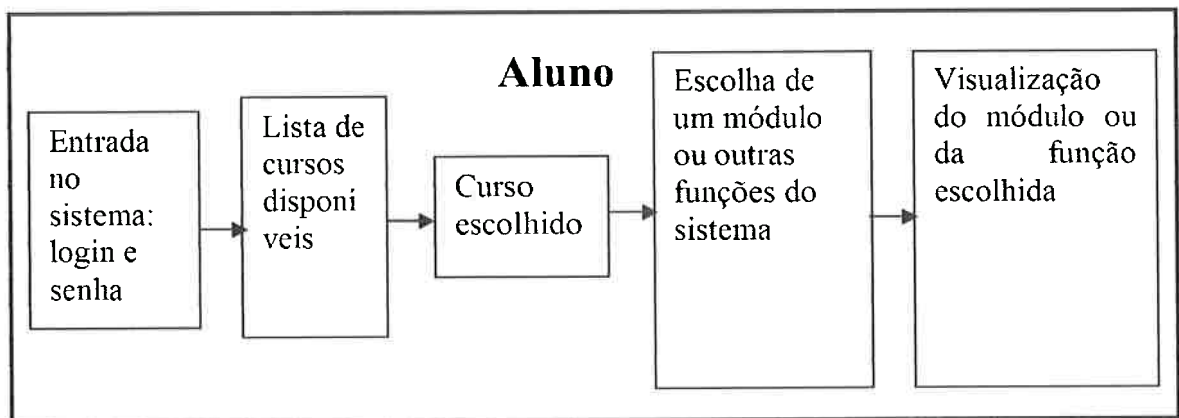 Aluno
Entrada
no
sistema:
login e
senha
Lista de
cursos
disponí
veis
Curso
escolhido
Escolha de
um módulo
ou outras
funções do
sistema
Visualização
do módulo ou
da função
escolhida